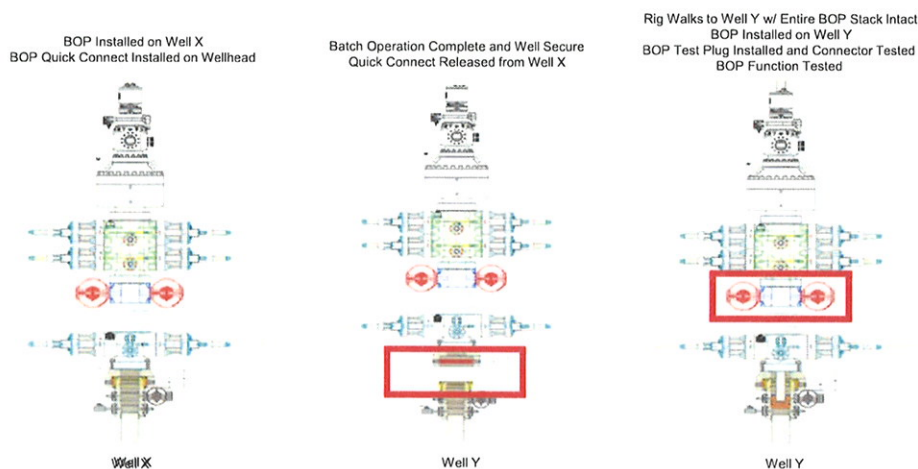 BOP Installed on Well X
BOP Quick Connect Installed on Wellhead
Batch Operation Complete and Well Secure
Quick Connect Released from Well X
Rig Walks to Well Y w/ Entire BOP Stack Intact
BOP Installed on Well Y
BOP Test Plug Installed and Connector Tested
BOP Function Tested
Well X
Well Y
Well Y